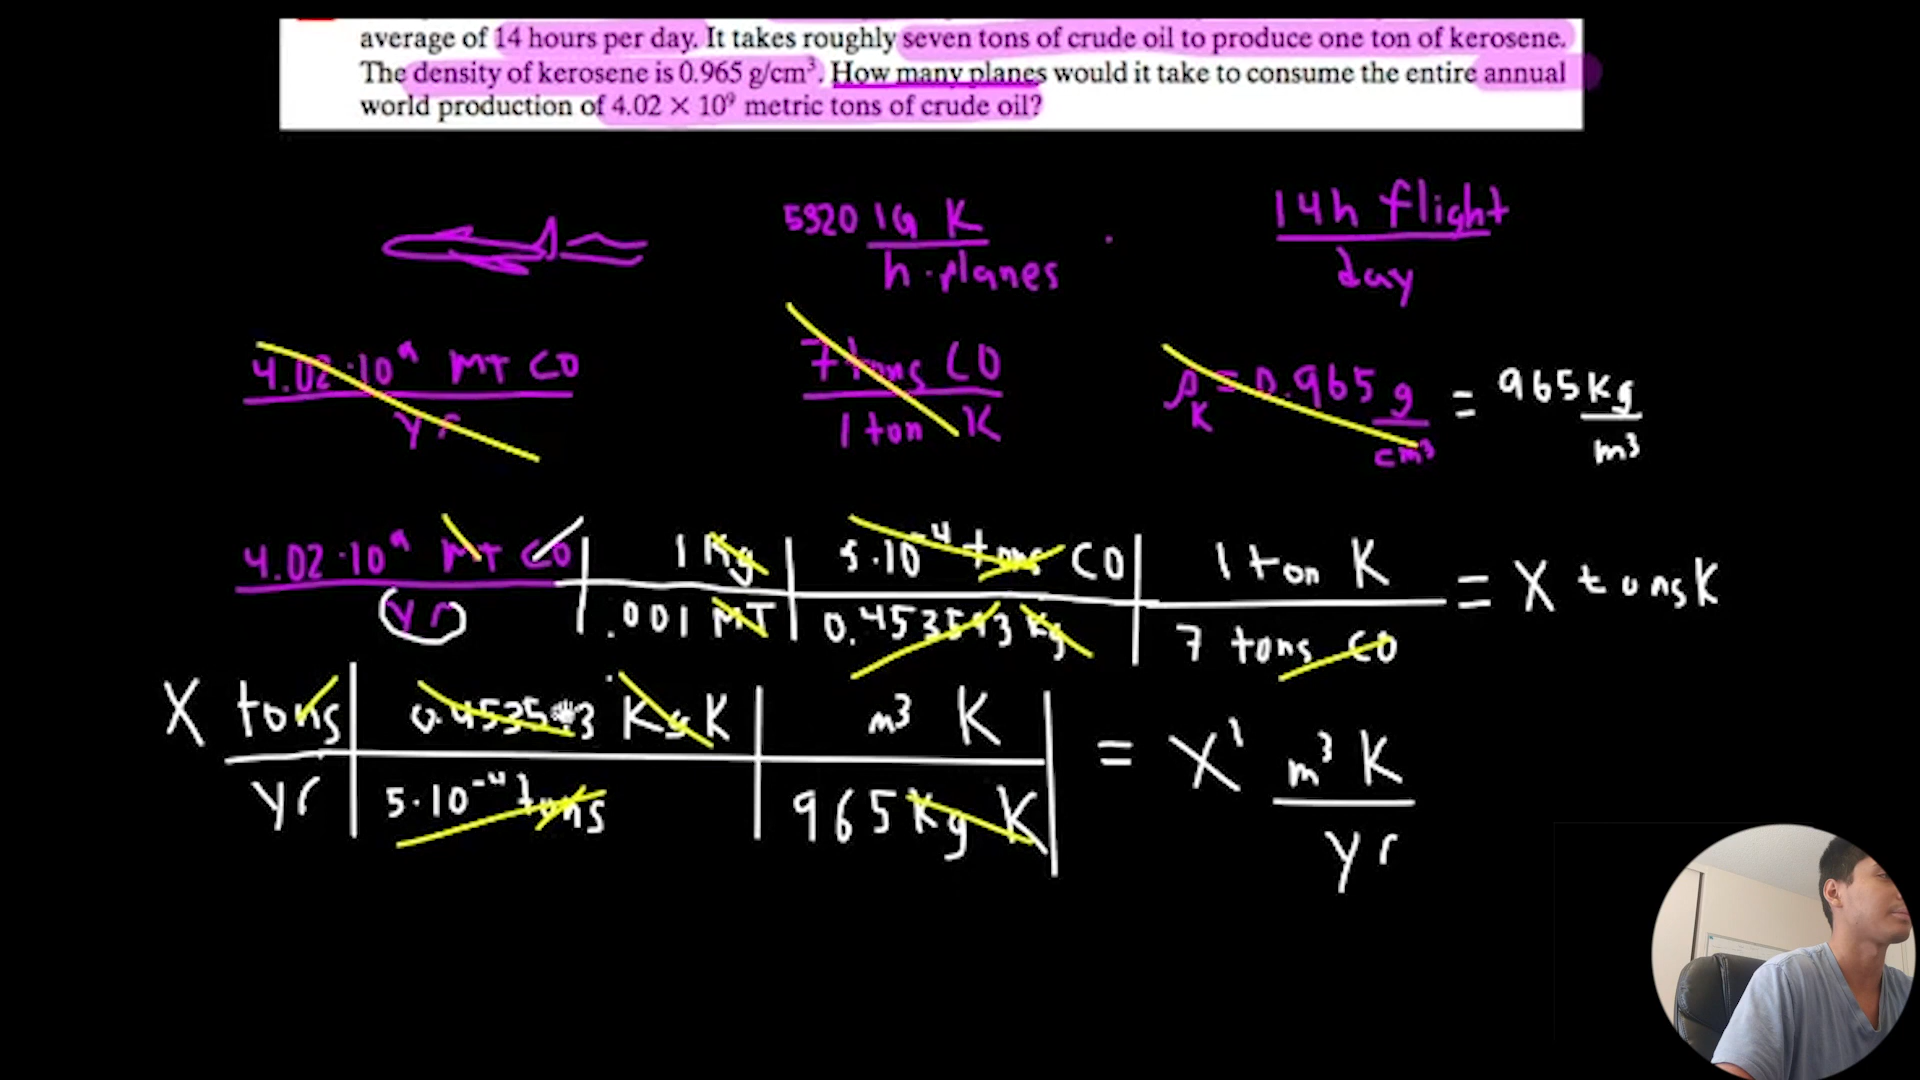 average of 14 hours per day. It takes roughly seven tons of crude oil to produce one ton of kerosene.
The density of kerosene is 0.965 g/cm³. How many planes would it take to consume the entire annual
world production of 4.02 × 10⁹ metric tons of crude oil?
5920 IG K
h·planes
14h flight
day
4.02·10⁹ MT CO
yr
7 tons CO
1 ton K
ρK = 0.965 g
cm³
= 965 Kg
m³
4.02·10⁹ MT CO | 1 Kg | 5·10⁻⁴ tons CO | 1 ton K = X tons K
yr | .001 MT | 0.453593 Kg | 7 tons CO
X tons | 0.453593 Kg K | m³ K = X' m³ K
yr | 5·10⁻⁴ tons | 965 Kg K | yr